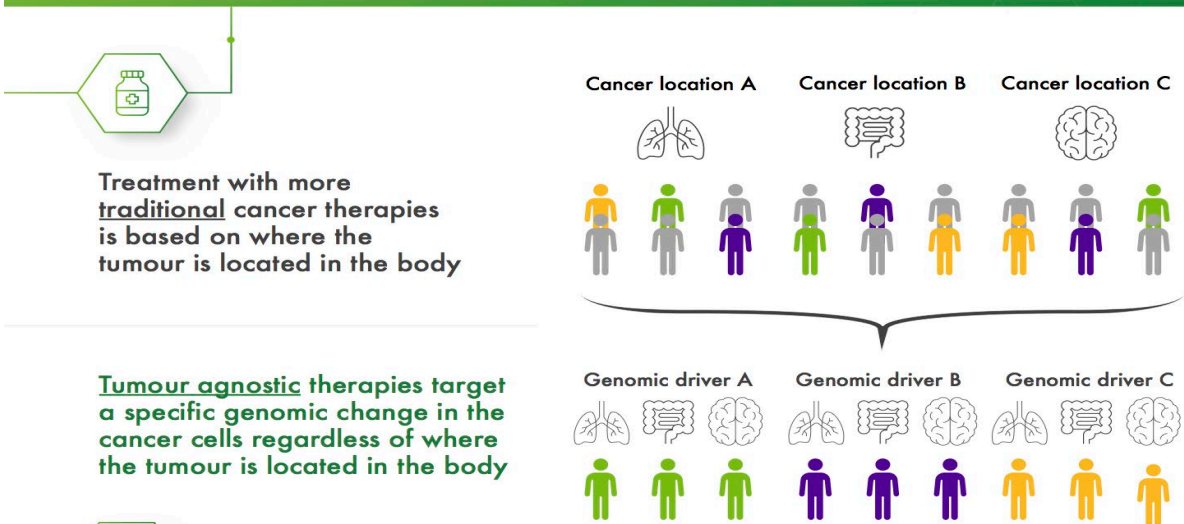 Treatment with more
traditional cancer therapies
is based on where the
tumour is located in the body
Cancer location A
Cancer location B
Cancer location C
Tumour agnostic therapies target
a specific genomic change in the
cancer cells regardless of where
the tumour is located in the body
Genomic driver A
Genomic driver B
Genomic driver C